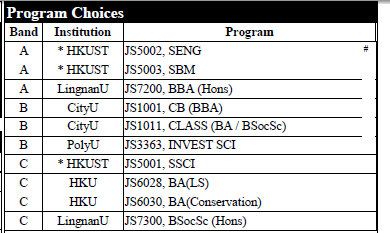 Program Choices
Band Institution Program
A * HKUST JS5002, SENG #
A * HKUST JS5003, SBM
A LingnanU JS7200, BBA (Hons)
B CityU JS1001, CB (BBA)
B CityU JS1011, CLASS (BA / BSocSc)
B PolyU JS3363, INVEST SCI
C * HKUST JS5001, SSCI
C HKU JS6028, BA(LS)
C HKU JS6030, BA(Conservation)
C LingnanU JS7300, BSocSc (Hons)